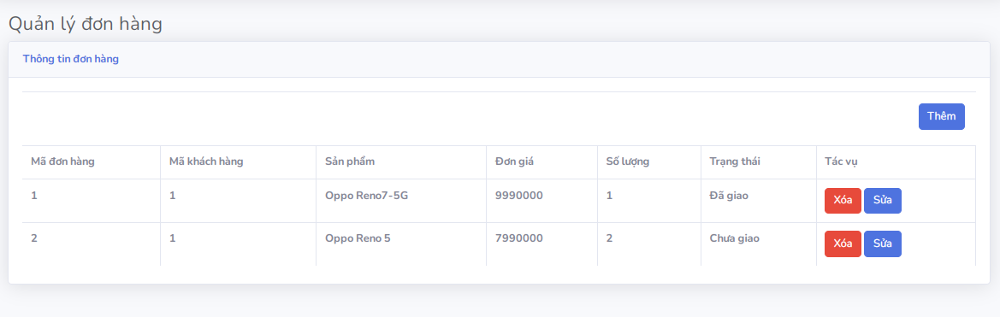 Quản lý đơn hàng
Thông tin đơn hàng
Thêm
Mã đơn hàng Mã khách hàng Sản phẩm Đơn giá Số lượng Trạng thái Tác vụ
1 1 Oppo Reno7-5G 9990000 1 Đã giao Xóa Sửa
2 1 Oppo Reno 5 7990000 2 Chưa giao Xóa Sửa